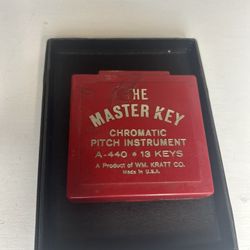 THE
MASTER KEY
CHROMATIC
PITCH INSTRUMENT
A-440 • 13 KEYS
A Product of WM. KRATT CO.
Made in U.S.A.